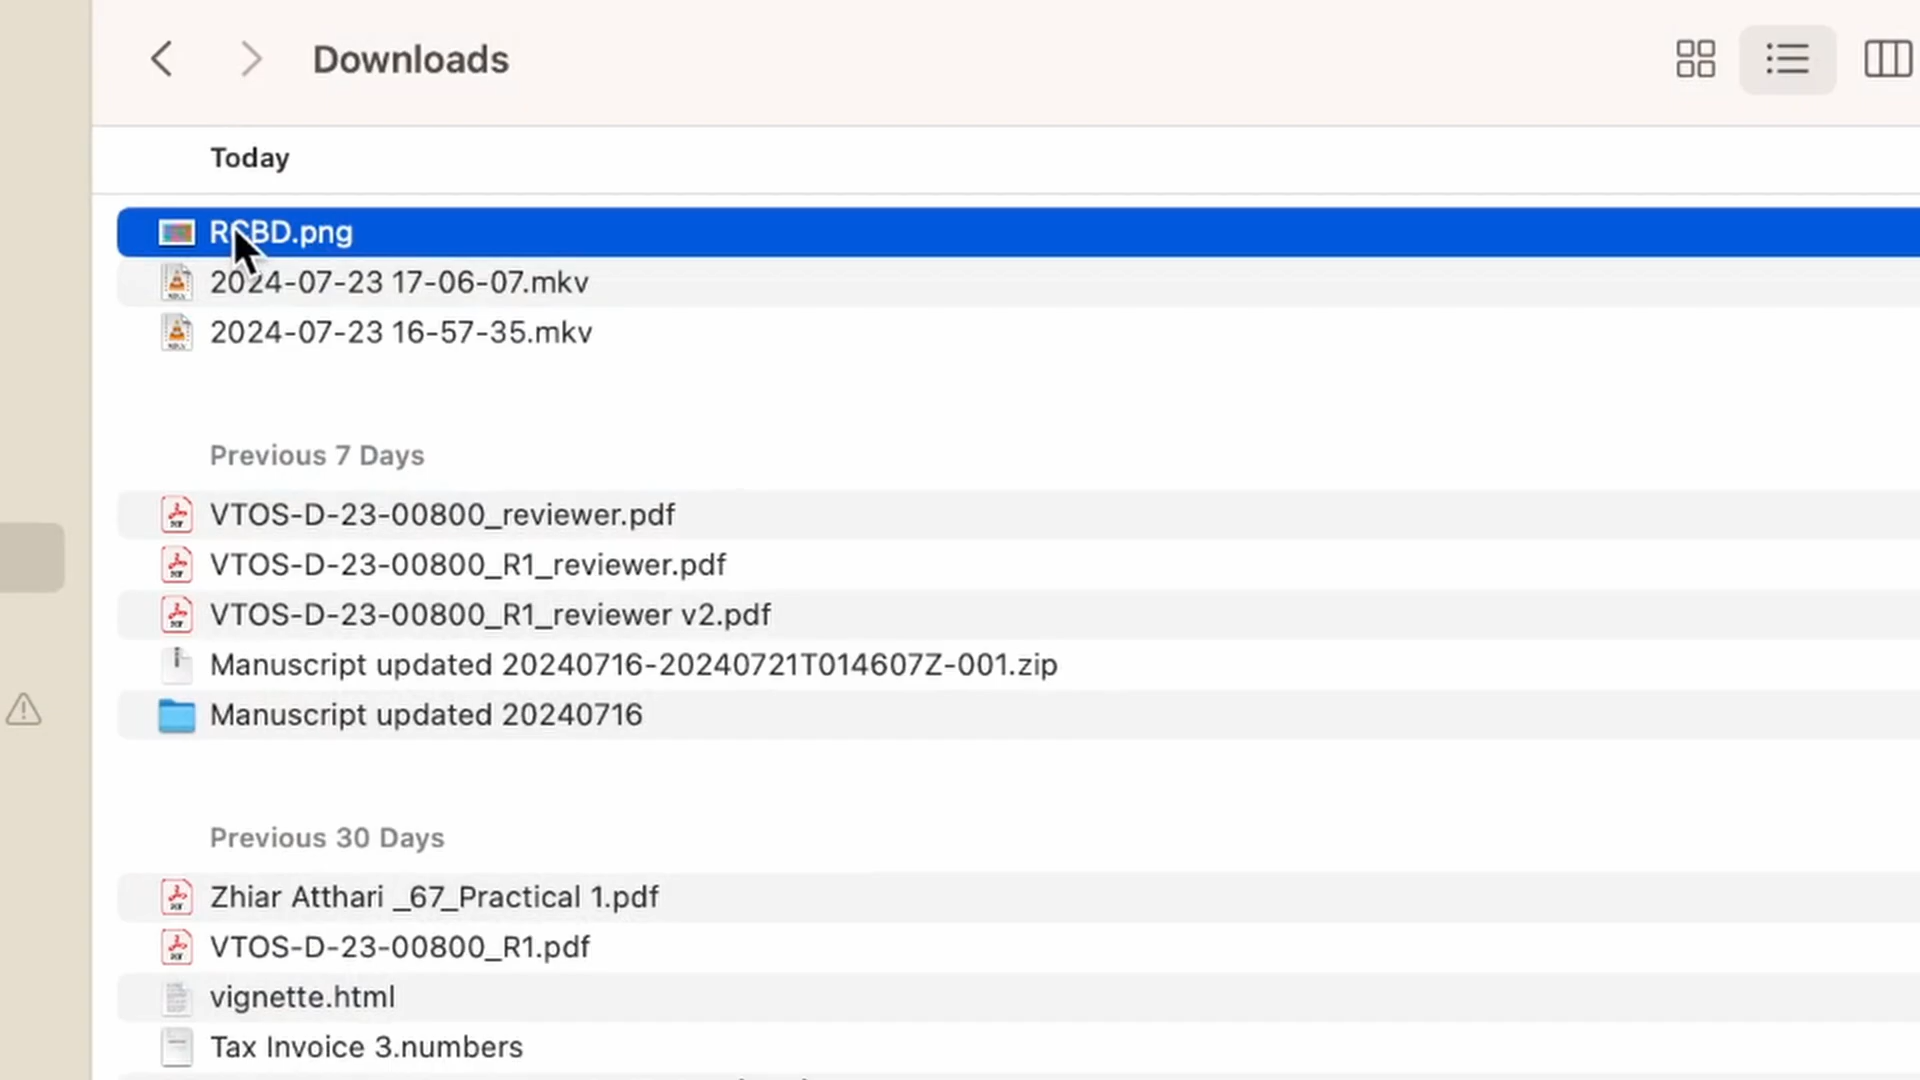 Downloads
Today
RCBD.png
2024-07-23 17-06-07.mkv
2024-07-23 16-57-35.mkv
Previous 7 Days
VTOS-D-23-00800_reviewer.pdf
VTOS-D-23-00800_R1_reviewer.pdf
VTOS-D-23-00800_R1_reviewer v2.pdf
Manuscript updated 20240716-20240721T014607Z-001.zip
Manuscript updated 20240716
Previous 30 Days
Zhiar Atthari _67_Practical 1.pdf
VTOS-D-23-00800_R1.pdf
vignette.html
Tax Invoice 3.numbers